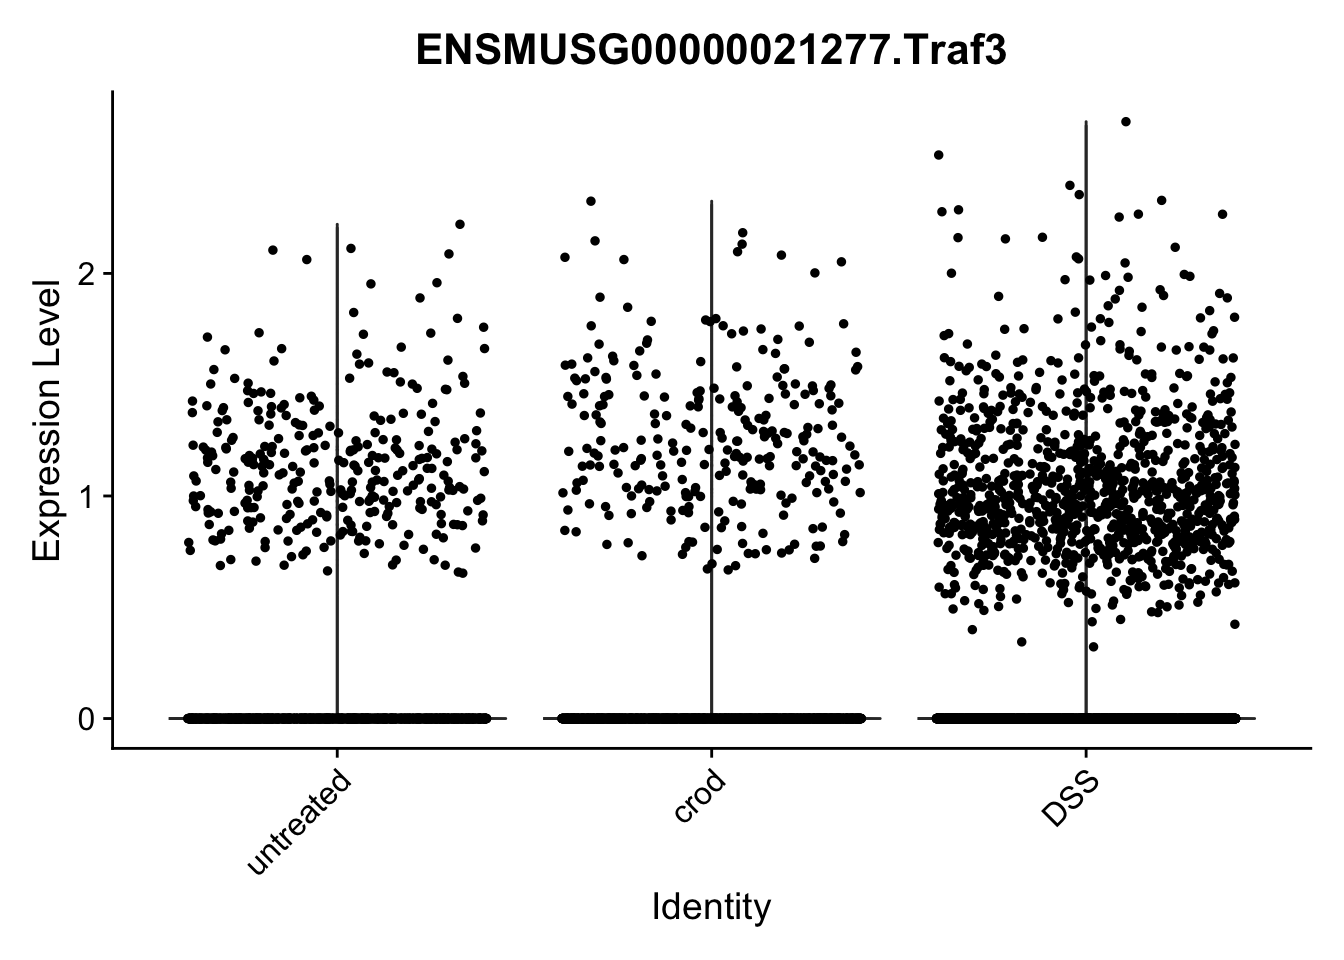 ENSMUSG00000021277.Traf3
Expression Level
2
1
0
untreated
crod
DSS
Identity